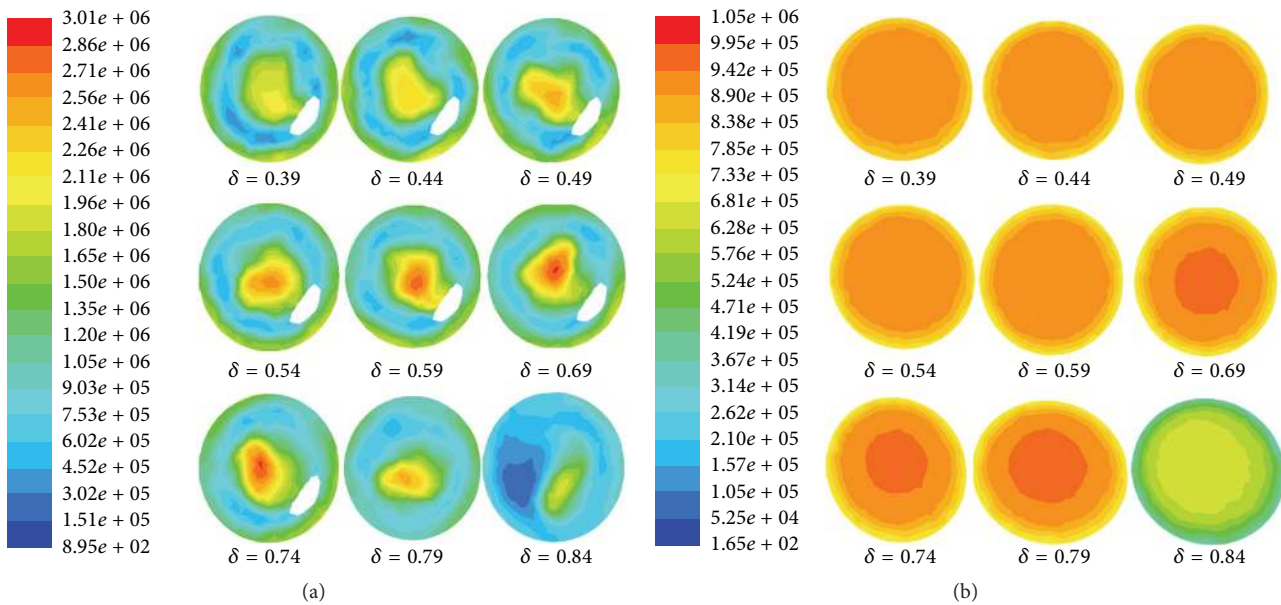 3.01e + 06
2.86e + 06
2.71e + 06
2.56e + 06
2.41e + 06
2.26e + 06
2.11e + 06
1.96e + 06
1.80e + 06
1.65e + 06
1.50e + 06
1.35e + 06
1.20e + 06
1.05e + 06
9.03e + 05
7.53e + 05
6.02e + 05
4.52e + 05
3.02e + 05
1.51e + 05
8.95e + 02
δ = 0.39 δ = 0.44 δ = 0.49
δ = 0.54 δ = 0.59 δ = 0.69
δ = 0.74 δ = 0.79 δ = 0.84
(a)
1.05e + 06
9.95e + 05
9.42e + 05
8.90e + 05
8.38e + 05
7.85e + 05
7.33e + 05
6.81e + 05
6.28e + 05
5.76e + 05
5.24e + 05
4.71e + 05
4.19e + 05
3.67e + 05
3.14e + 05
2.62e + 05
2.10e + 05
1.57e + 05
1.05e + 05
5.25e + 04
1.65e + 02
δ = 0.39 δ = 0.44 δ = 0.49
δ = 0.54 δ = 0.59 δ = 0.69
δ = 0.74 δ = 0.79 δ = 0.84
(b)